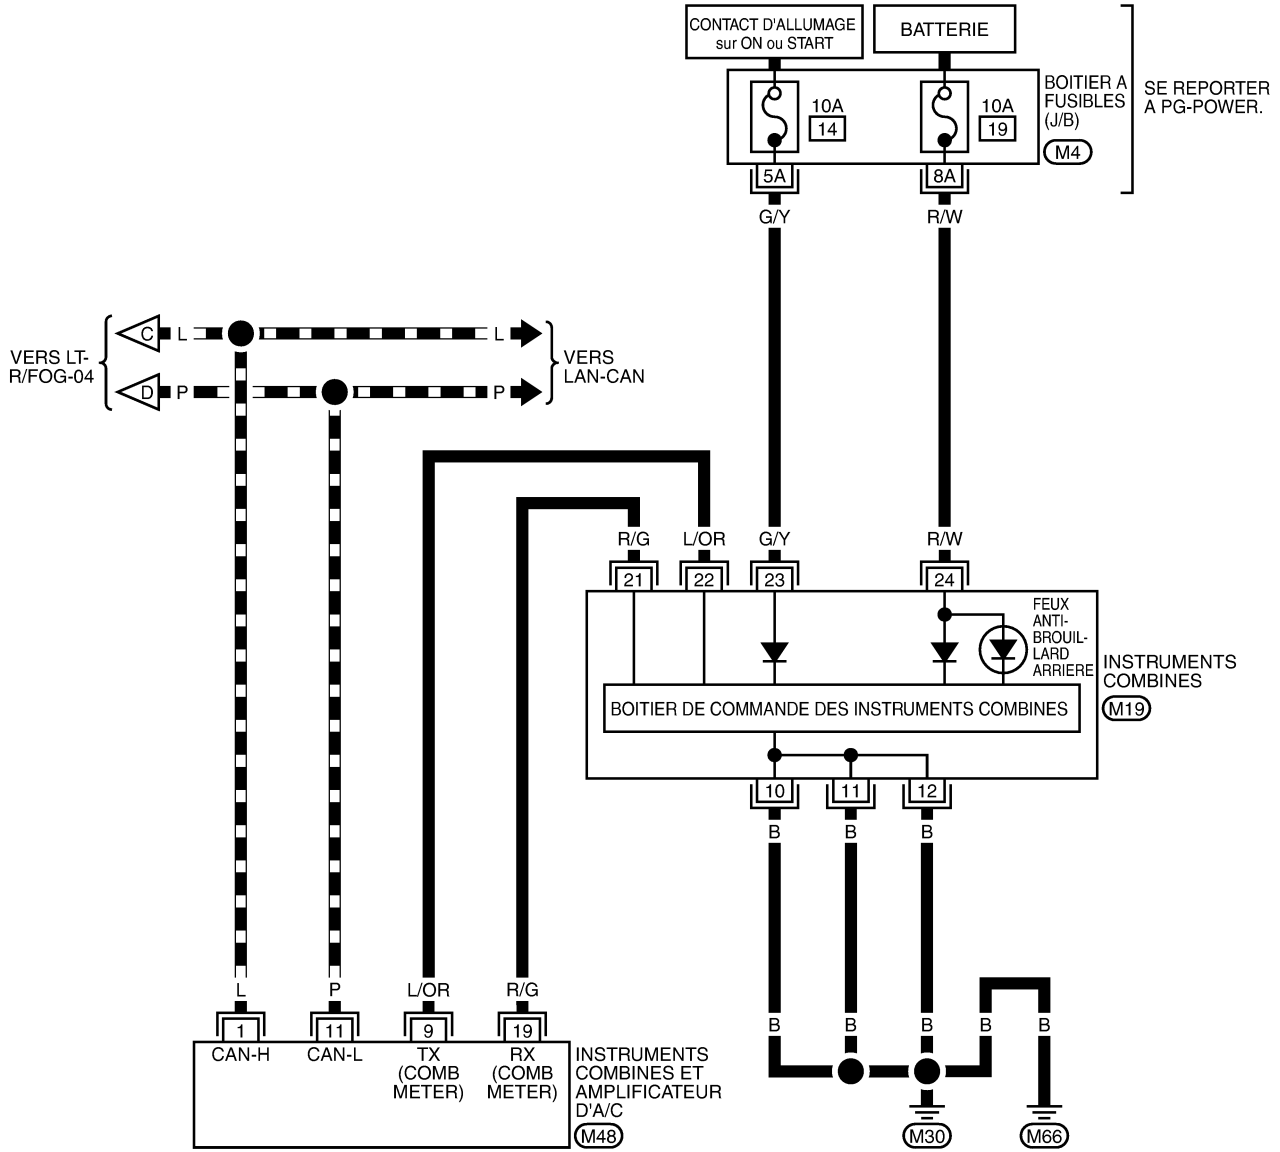 CONTACT D'ALLUMAGE
sur ON ou START
BATTERIE
BOITIER A
FUSIBLES
(J/B)
M4
SE REPORTER
A PG-POWER.
10A
14
10A
19
5A
8A
G/Y
R/W
C
L
L
VERS LT-
R/FOG-04
VERS
LAN-CAN
D
P
P
R/G
L/OR
G/Y
R/W
21
22
23
24
FEUX
ANTI-
BROUIL-
LARD
ARRIERE
INSTRUMENTS
COMBINES
M19
BOITIER DE COMMANDE DES INSTRUMENTS COMBINES
10
11
12
B
B
B
L
P
L/OR
R/G
B
B
B
B
B
1
11
9
19
CAN-H
CAN-L
TX
(COMB
METER)
RX
(COMB
METER)
INSTRUMENTS
COMBINES ET
AMPLIFICATEUR
D'A/C
M48
M30
M66